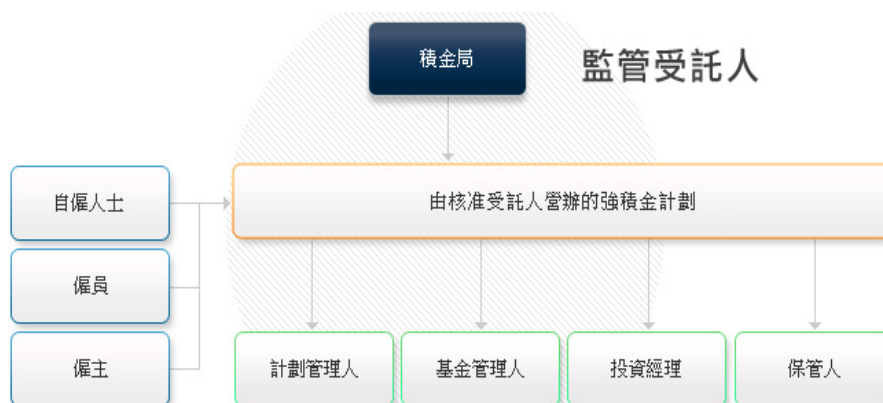 積金局
監管受託人
自僱人士
由核准受託人營辦的強積金計劃
僱員
僱主
計劃管理人
基金管理人
投資經理
保管人